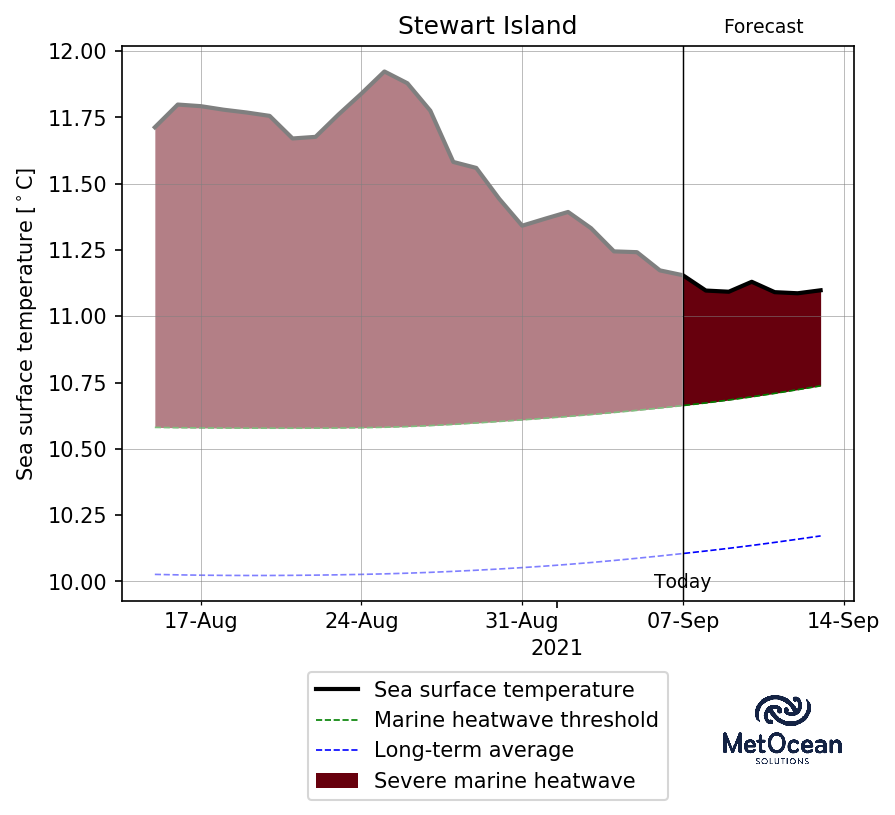 Stewart Island
Forecast
12.00
11.75
11.50
11.25
11.00
10.75
10.50
10.25
10.00
Sea surface temperature [°C]
Today
17-Aug 24-Aug 31-Aug 07-Sep 14-Sep
2021
Sea surface temperature
Marine heatwave threshold
Long-term average
Severe marine heatwave
MetOcean
SOLUTIONS